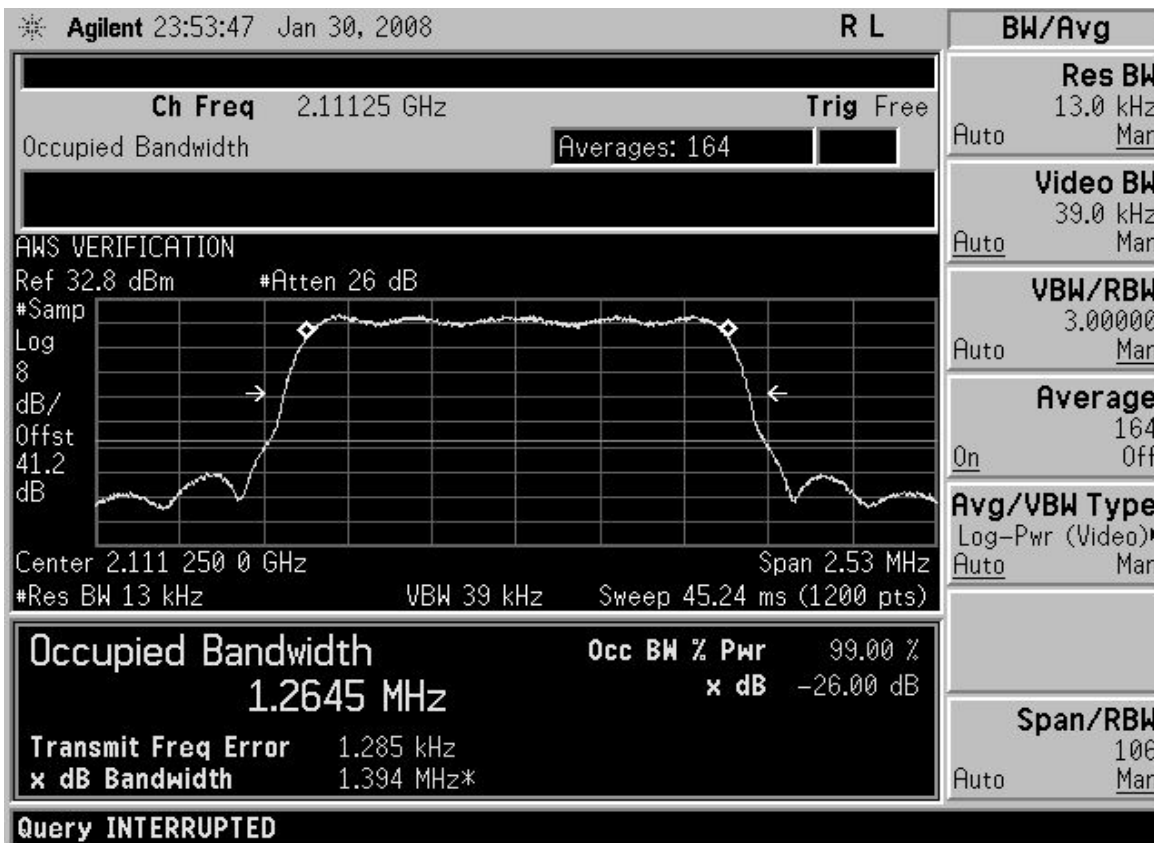 Agilent 23:53:47 Jan 30, 2008 R L
Ch Freq 2.11125 GHz Trig Free
Occupied Bandwidth Averages: 164
AWS VERIFICATION
Ref 32.8 dBm #Atten 26 dB
#Samp
Log
8
dB/
Offst
41.2
dB
Center 2.111 250 0 GHz Span 2.53 MHz
#Res BW 13 kHz VBW 39 kHz Sweep 45.24 ms (1200 pts)
Occupied Bandwidth
1.2645 MHz
Occ BW % Pwr 99.00 %
x dB -26.00 dB
Transmit Freq Error 1.285 kHz
x dB Bandwidth 1.394 MHz*
Query INTERRUPTED
BW/Avg
Res BW
13.0 kHz
Auto Man
Video BW
39.0 kHz
Auto Man
VBW/RBW
3.00000
Auto Man
Average
164
On Off
Avg/VBW Type
Log-Pwr (Video)
Auto Man
Span/RBW
106
Auto Man